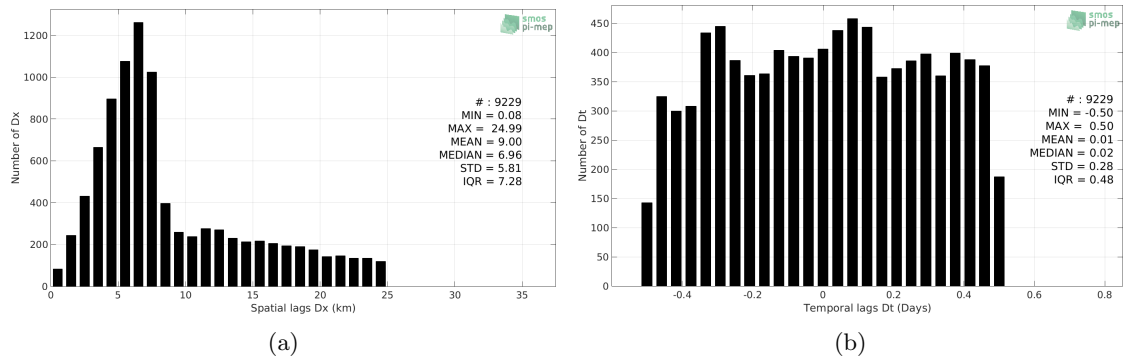 smos
pi-mep
1200
1000
800
600
400
200
0
Number of Dx
# : 9229
MIN = 0.08
MAX = 24.99
MEAN = 9.00
MEDIAN = 6.96
STD = 5.81
IQR = 7.28
0 5 10 15 20 25 30 35
Spatial lags Dx (km)
(a)
smos
pi-mep
450
400
350
300
250
200
150
100
50
0
Number of Dt
# : 9229
MIN = -0.50
MAX = 0.50
MEAN = 0.01
MEDIAN = 0.02
STD = 0.28
IQR = 0.48
-0.4 -0.2 0 0.2 0.4 0.6 0.8
Temporal lags Dt (Days)
(b)